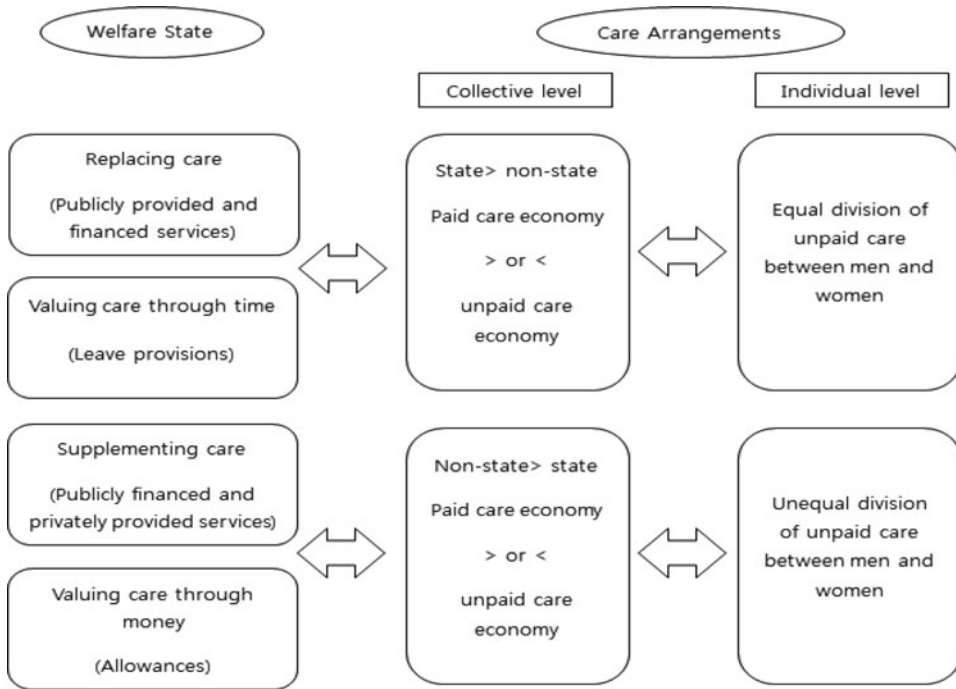 Welfare State
Care Arrangements
Collective level
Individual level
Replacing care
(Publicly provided and
financed services)
Valuing care through time
(Leave provisions)
State> non-state
Paid care economy
> or <
unpaid care
economy
Equal division of
unpaid care
between men and
women
Supplementing care
(Publicly financed and
privately provided services)
Valuing care through
money
(Allowances)
Non-state> state
Paid care economy
> or <
unpaid care
economy
Unequal division
of unpaid care
between men and
women